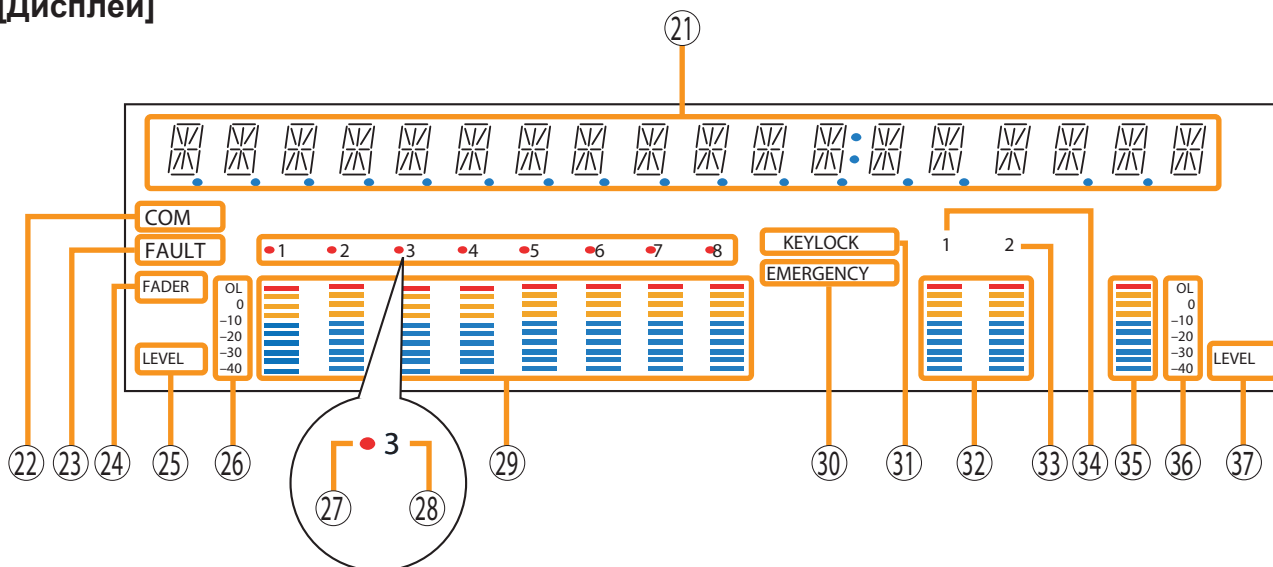 [Дисплей]
㉑
COM
FAULT
1 2 3 4 5 6 7 8
KEYLOCK
1 2
EMERGENCY
FADER
LEVEL
OL
0
–10
–20
–30
–40
OL
0
–10
–20
–30
–40
LEVEL
3
㉒ ㉓ ㉔ ㉕ ㉖ ㉗ ㉘ ㉙ ㉚ ㉛ ㉜ ㉝ ㉞ ㉟ ㊱ ㊲